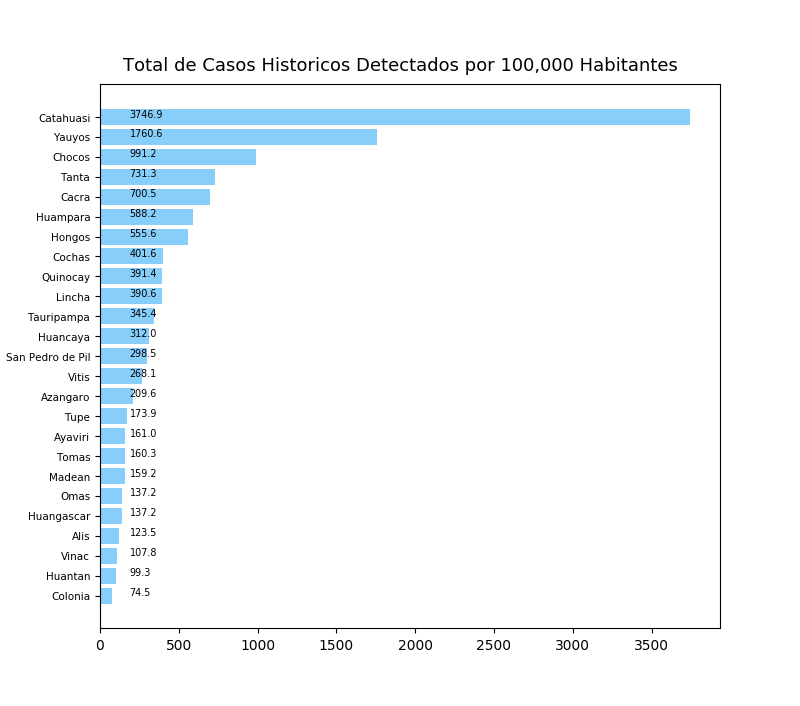 Total de Casos Historicos Detectados por 100,000 Habitantes
Catahuasi 3746.9
Yauyos 1760.6
Chocos 991.2
Tanta 731.3
Cacra 700.5
Huampara 588.2
Hongos 555.6
Cochas 401.6
Quinocay 391.4
Lincha 390.6
Tauripampa 345.4
Huancaya 312.0
San Pedro de Pil 298.5
Vitis 268.1
Azangaro 209.6
Tupe 173.9
Ayaviri 161.0
Tomas 160.3
Madean 159.2
Omas 137.2
Huangascar 137.2
Alis 123.5
Vinac 107.8
Huantan 99.3
Colonia 74.5
0 500 1000 1500 2000 2500 3000 3500